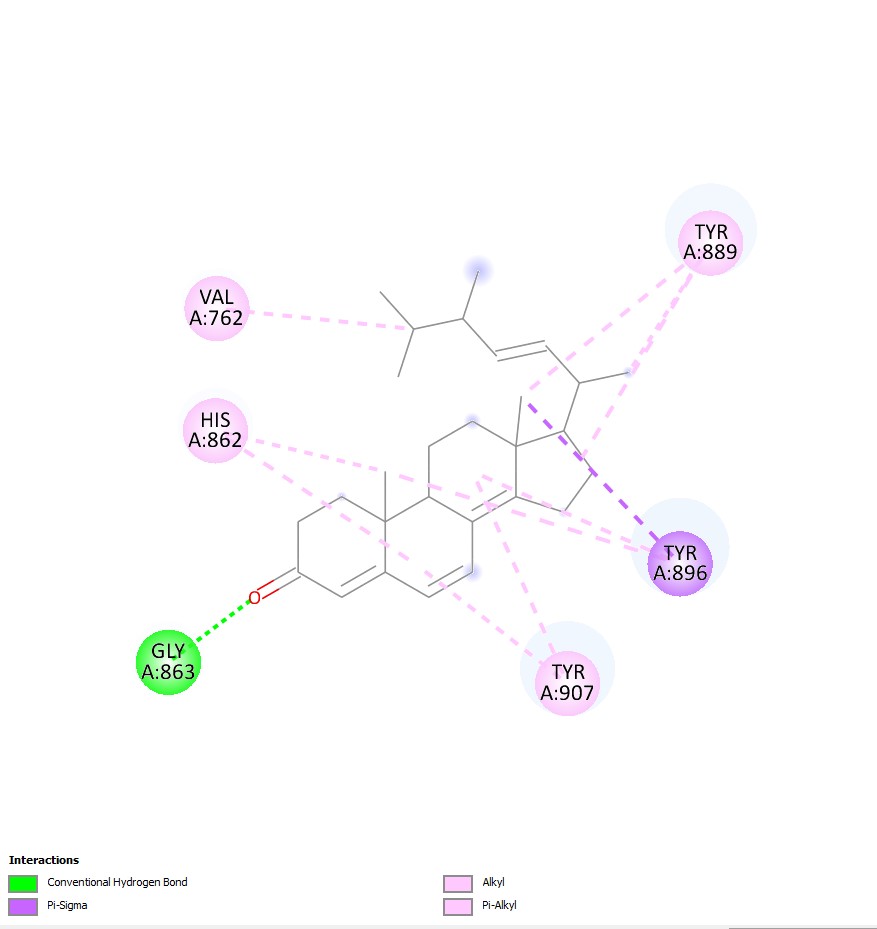 TYR
A:889
VAL
A:762
HIS
A:862
TYR
A:896
O
GLY
A:863
TYR
A:907
Interactions
Conventional Hydrogen Bond
Pi-Sigma
Alkyl
Pi-Alkyl